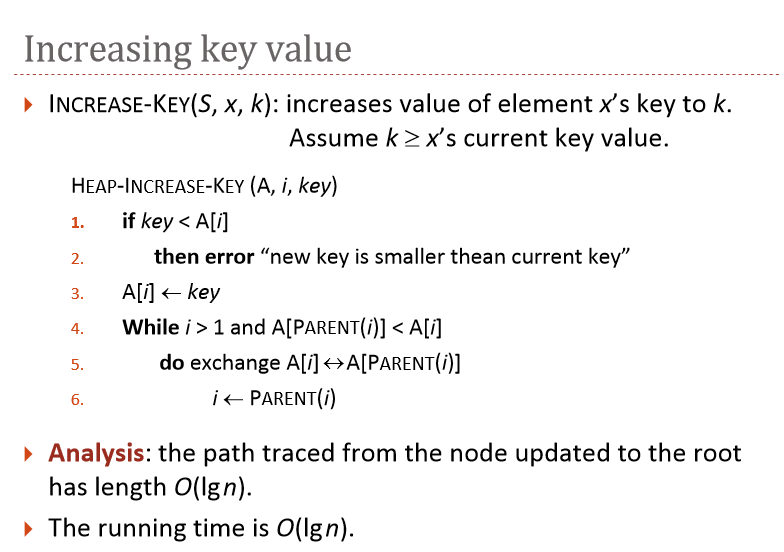 Increasing key value
INCREASE-KEY(S, x, k): increases value of element x’s key to k.
Assume k ≥ x’s current key value.
HEAP-INCREASE-KEY (A, i, key)
1. if key < A[i]
2. then error “new key is smaller thean current key”
3. A[i] ← key
4. While i > 1 and A[PARENT(i)] < A[i]
5. do exchange A[i]↔A[PARENT(i)]
6. i ← PARENT(i)
Analysis: the path traced from the node updated to the root
has length O(lg n).
The running time is O(lg n).